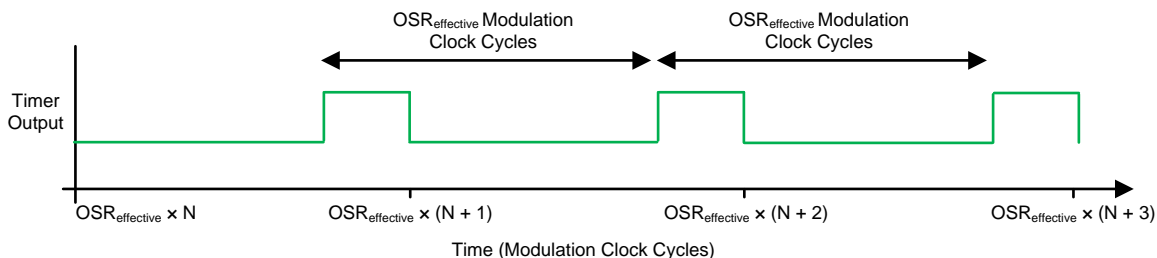 OSReffective Modulation
Clock Cycles
OSReffective Modulation
Clock Cycles
Timer
Output
OSReffective × N
OSReffective × (N + 1)
OSReffective × (N + 2)
OSReffective × (N + 3)
Time (Modulation Clock Cycles)